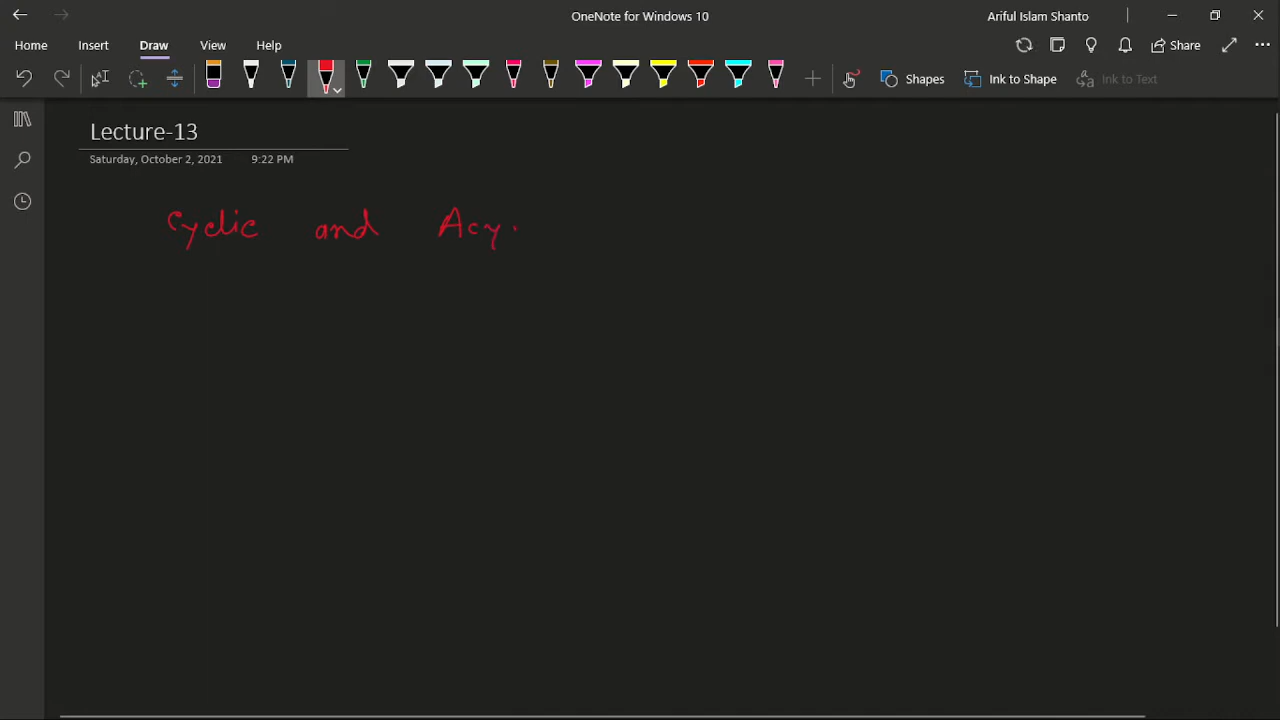 OneNote for Windows 10
Ariful Islam Shanto
Home Insert Draw View Help
Share
Shapes Ink to Shape Ink to Text
Lecture-13
Saturday, October 2, 2021 9:22 PM
Cyclic and Acy